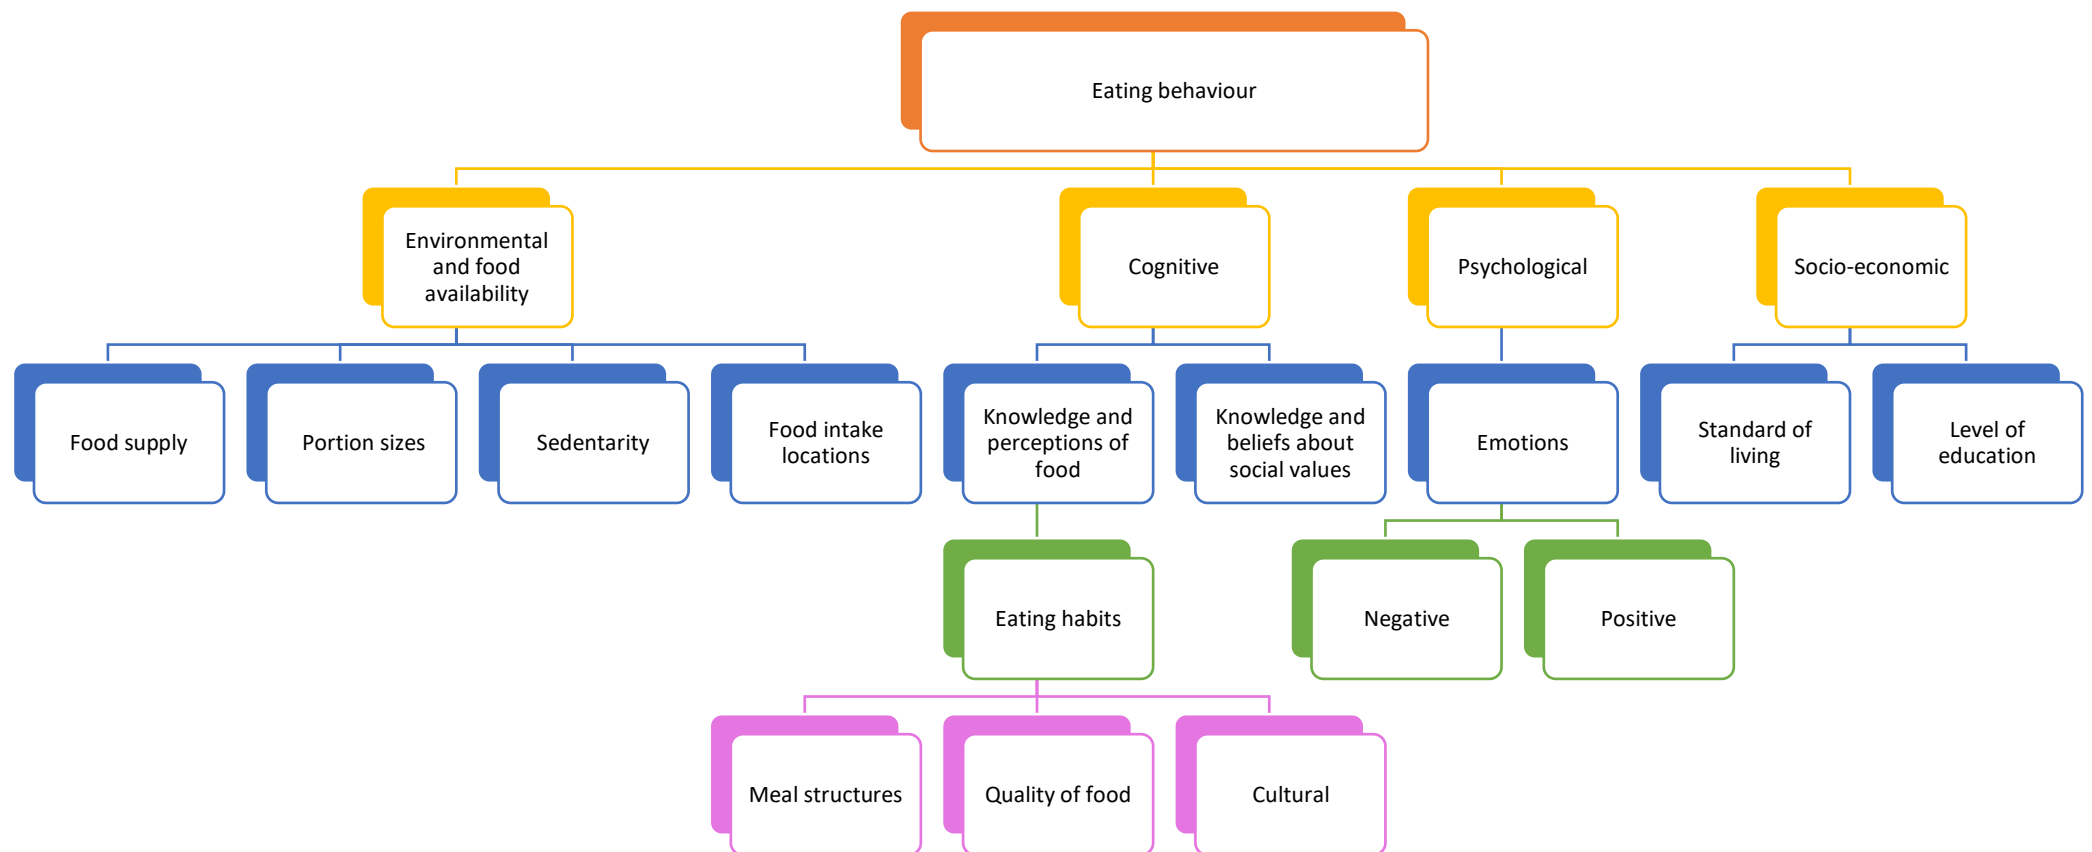 Eating behaviour
Environmental
and food
availability
Cognitive
Psychological
Socio-economic
Food supply
Portion sizes
Sedentarity
Food intake
locations
Knowledge and
perceptions of
food
Knowledge and
beliefs about
social values
Emotions
Standard of
living
Level of
education
Eating habits
Negative
Positive
Meal structures
Quality of food
Cultural